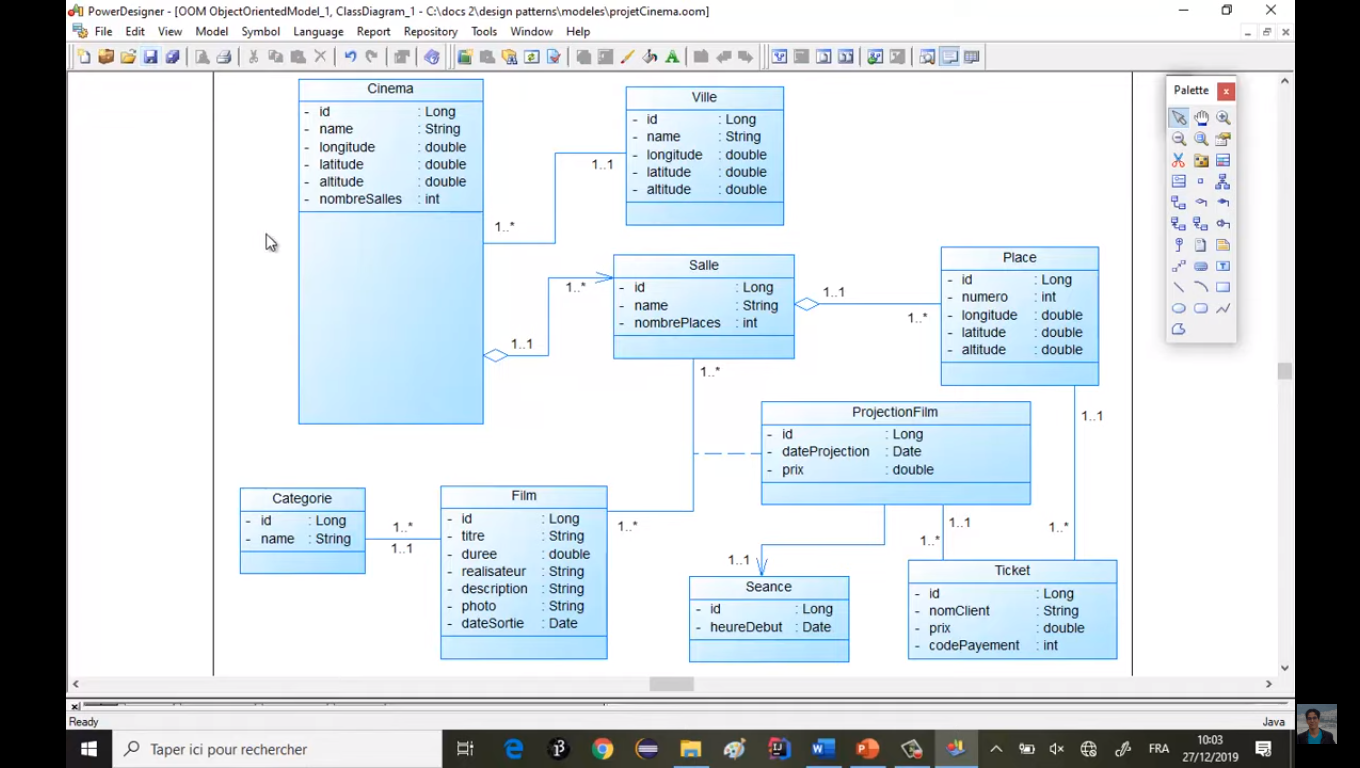 PowerDesigner - [OOM ObjectOrientedModel_1, ClassDiagram_1 - C:\docs 2\design patterns\modeles\projetCinema.oom]
File Edit View Model Symbol Language Report Repository Tools Window Help
Palette
Cinema
- id : Long
- name : String
- longitude : double
- latitude : double
- altitude : double
- nombreSalles : int
Ville
- id : Long
- name : String
- longitude : double
- latitude : double
- altitude : double
1..1
1..*
Salle
- id : Long
- name : String
- nombrePlaces : int
1..*
1..1
1..1
1..*
Place
- id : Long
- numero : int
- longitude : double
- latitude : double
- altitude : double
1..*
1..1
ProjectionFilm
- id : Long
- dateProjection : Date
- prix : double
Categorie
- id : Long
- name : String
1..*
1..1
Film
- id : Long
- titre : String
- duree : double
- realisateur : String
- description : String
- photo : String
- dateSortie : Date
1..*
1..1
1..1
1..*
1..*
Seance
- id : Long
- heureDebut : Date
Ticket
- id : Long
- nomClient : String
- prix : double
- codePayement : int
Ready
Java
Taper ici pour rechercher
FRA
10:03
27/12/2019